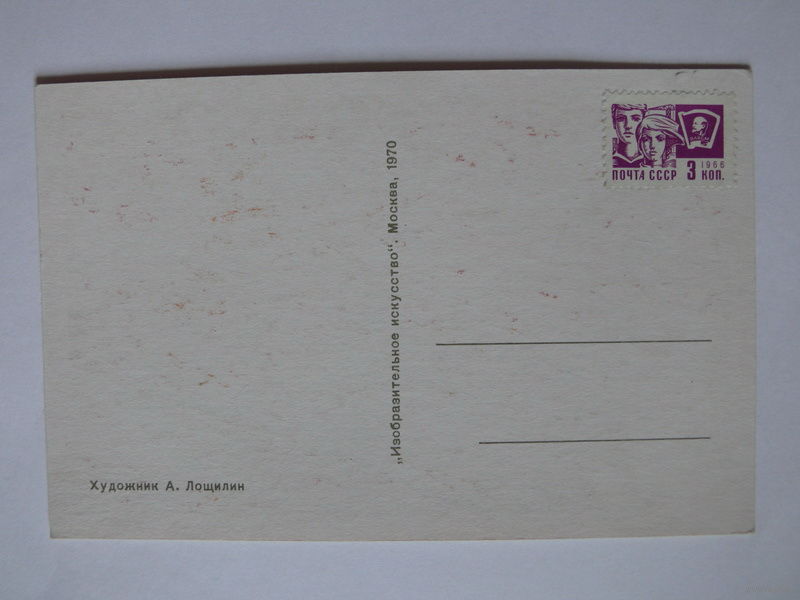 1966
ПОЧТА СССР 3 КОП.
„Изобразительное искусство“. Москва, 1970
Художник А. Лощилин